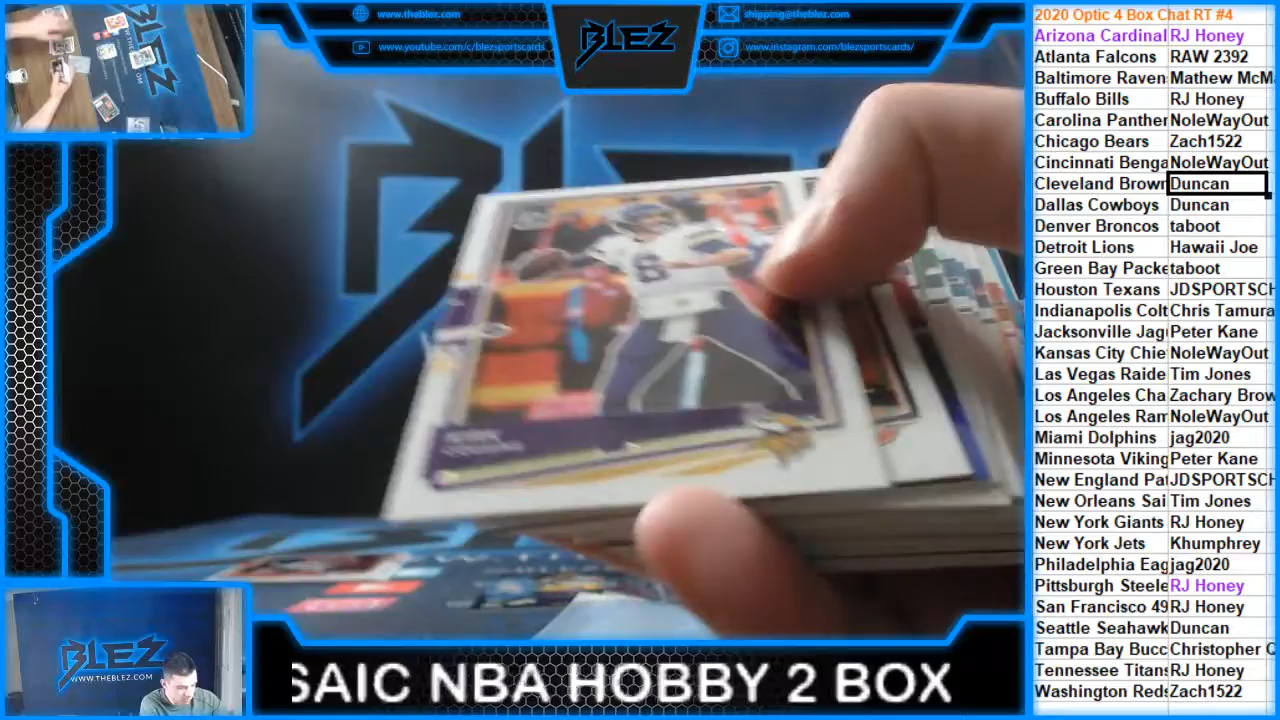 www.theblez.com
shipping@theblez.com
www.youtube.com/c/blezsportscards
www.instagram.com/blezsportscards/
BLEZ
2020 Optic 4 Box Chat RT #4
Arizona Cardinal RJ Honey
Atlanta Falcons RAW 2392
Baltimore Raven Mathew McMa
Buffalo Bills RJ Honey
Carolina Panther NoleWayOut
Chicago Bears Zach1522
Cincinnati Benga NoleWayOut
Cleveland Brown Duncan
Dallas Cowboys Duncan
Denver Broncos taboot
Detroit Lions Hawaii Joe
Green Bay Packe taboot
Houston Texans JDSPORTSCH
Indianapolis Colt Chris Tamura
Jacksonville Jag Peter Kane
Kansas City Chie NoleWayOut
Las Vegas Raide Tim Jones
Los Angeles Cha Zachary Brow
Los Angeles Ram NoleWayOut
Miami Dolphins jag2020
Minnesota Viking Peter Kane
New England Pat JDSPORTSCH
New Orleans Sai Tim Jones
New York Giants RJ Honey
New York Jets Khumphrey
Philadelphia Eag jag2020
Pittsburgh Steele RJ Honey
San Francisco 49 RJ Honey
Seattle Seahawk Duncan
Tampa Bay Bucc Christopher C
Tennessee Titans RJ Honey
Washington Reds Zach1522
8
BLEZ
WWW.THEBLEZ.COM
SAIC NBA HOBBY 2 BOX